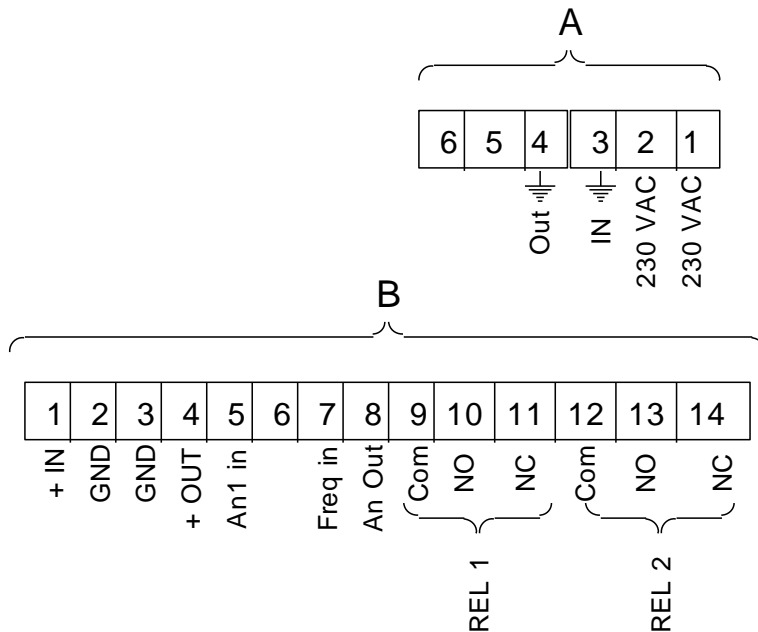 A
6 5 4 3 2 1
Out IN 230 VAC 230 VAC
B
1 2 3 4 5 6 7 8 9 10 11 12 13 14
+ IN GND GND + OUT An1 in Freq in An Out Com NO NC Com NO NC
REL 1 REL 2